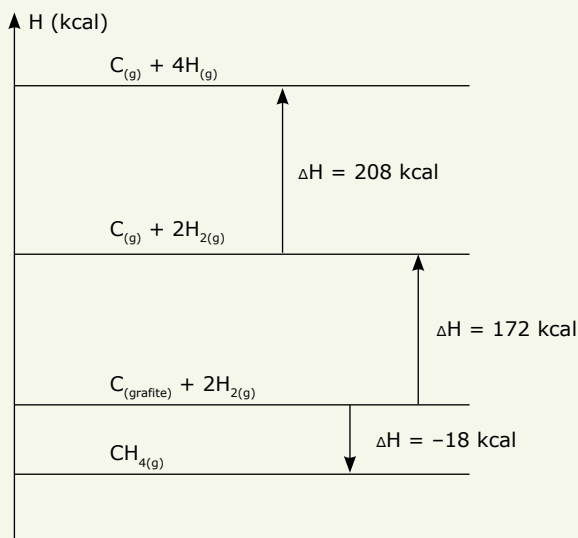 H (kcal)
C(g) + 4H(g)
ΔH = 208 kcal
C(g) + 2H2(g)
ΔH = 172 kcal
C(grafite) + 2H2(g)
ΔH = –18 kcal
CH4(g)